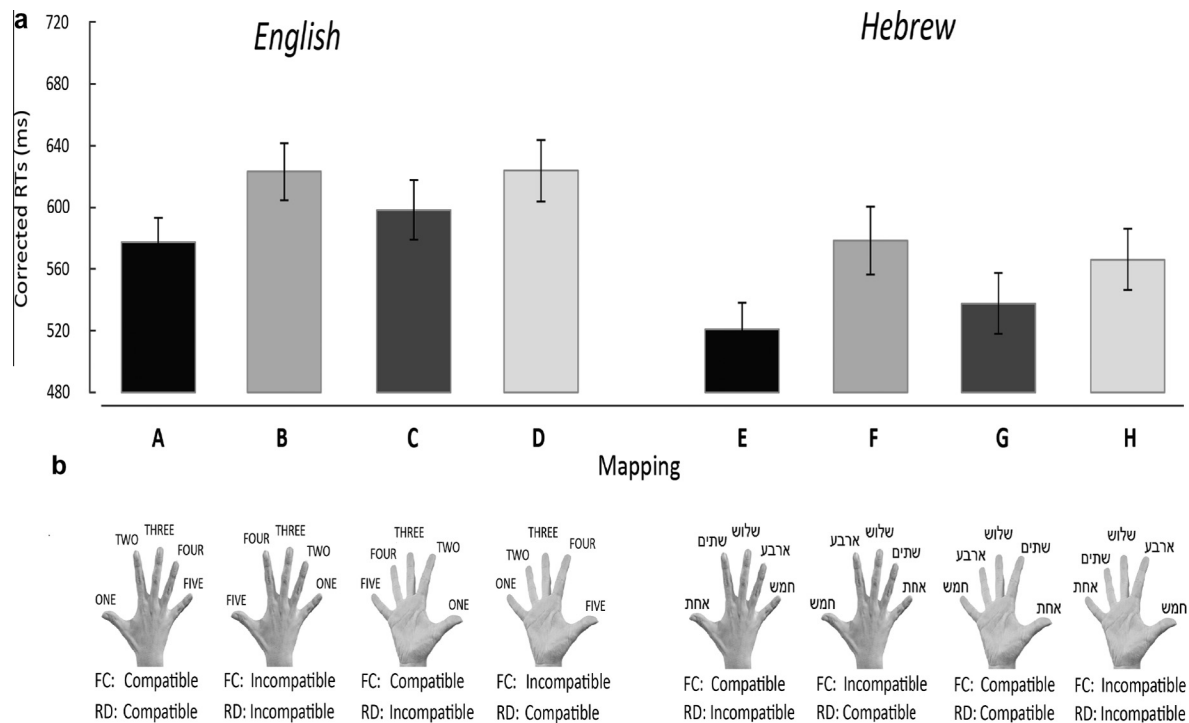 a
English
Hebrew
Corrected RTs (ms)
720
680
640
600
560
520
480
A B C D E F G H
b
Mapping
ONE TWO THREE FOUR FIVE
FIVE FOUR THREE TWO ONE
FIVE FOUR THREE TWO ONE
ONE TWO THREE FOUR FIVE
אחת שתים שלוש ארבע חמש
חמש ארבע שלוש שתים אחת
חמש ארבע שלוש שתים אחת
אחת שתים שלוש ארבע חמש
FC: Compatible FC: Incompatible FC: Compatible FC: Incompatible FC: Compatible FC: Incompatible FC: Compatible FC: Incompatible
RD: Compatible RD: Incompatible RD: Incompatible RD: Compatible RD: Incompatible RD: Compatible RD: Compatible RD: Incompatible